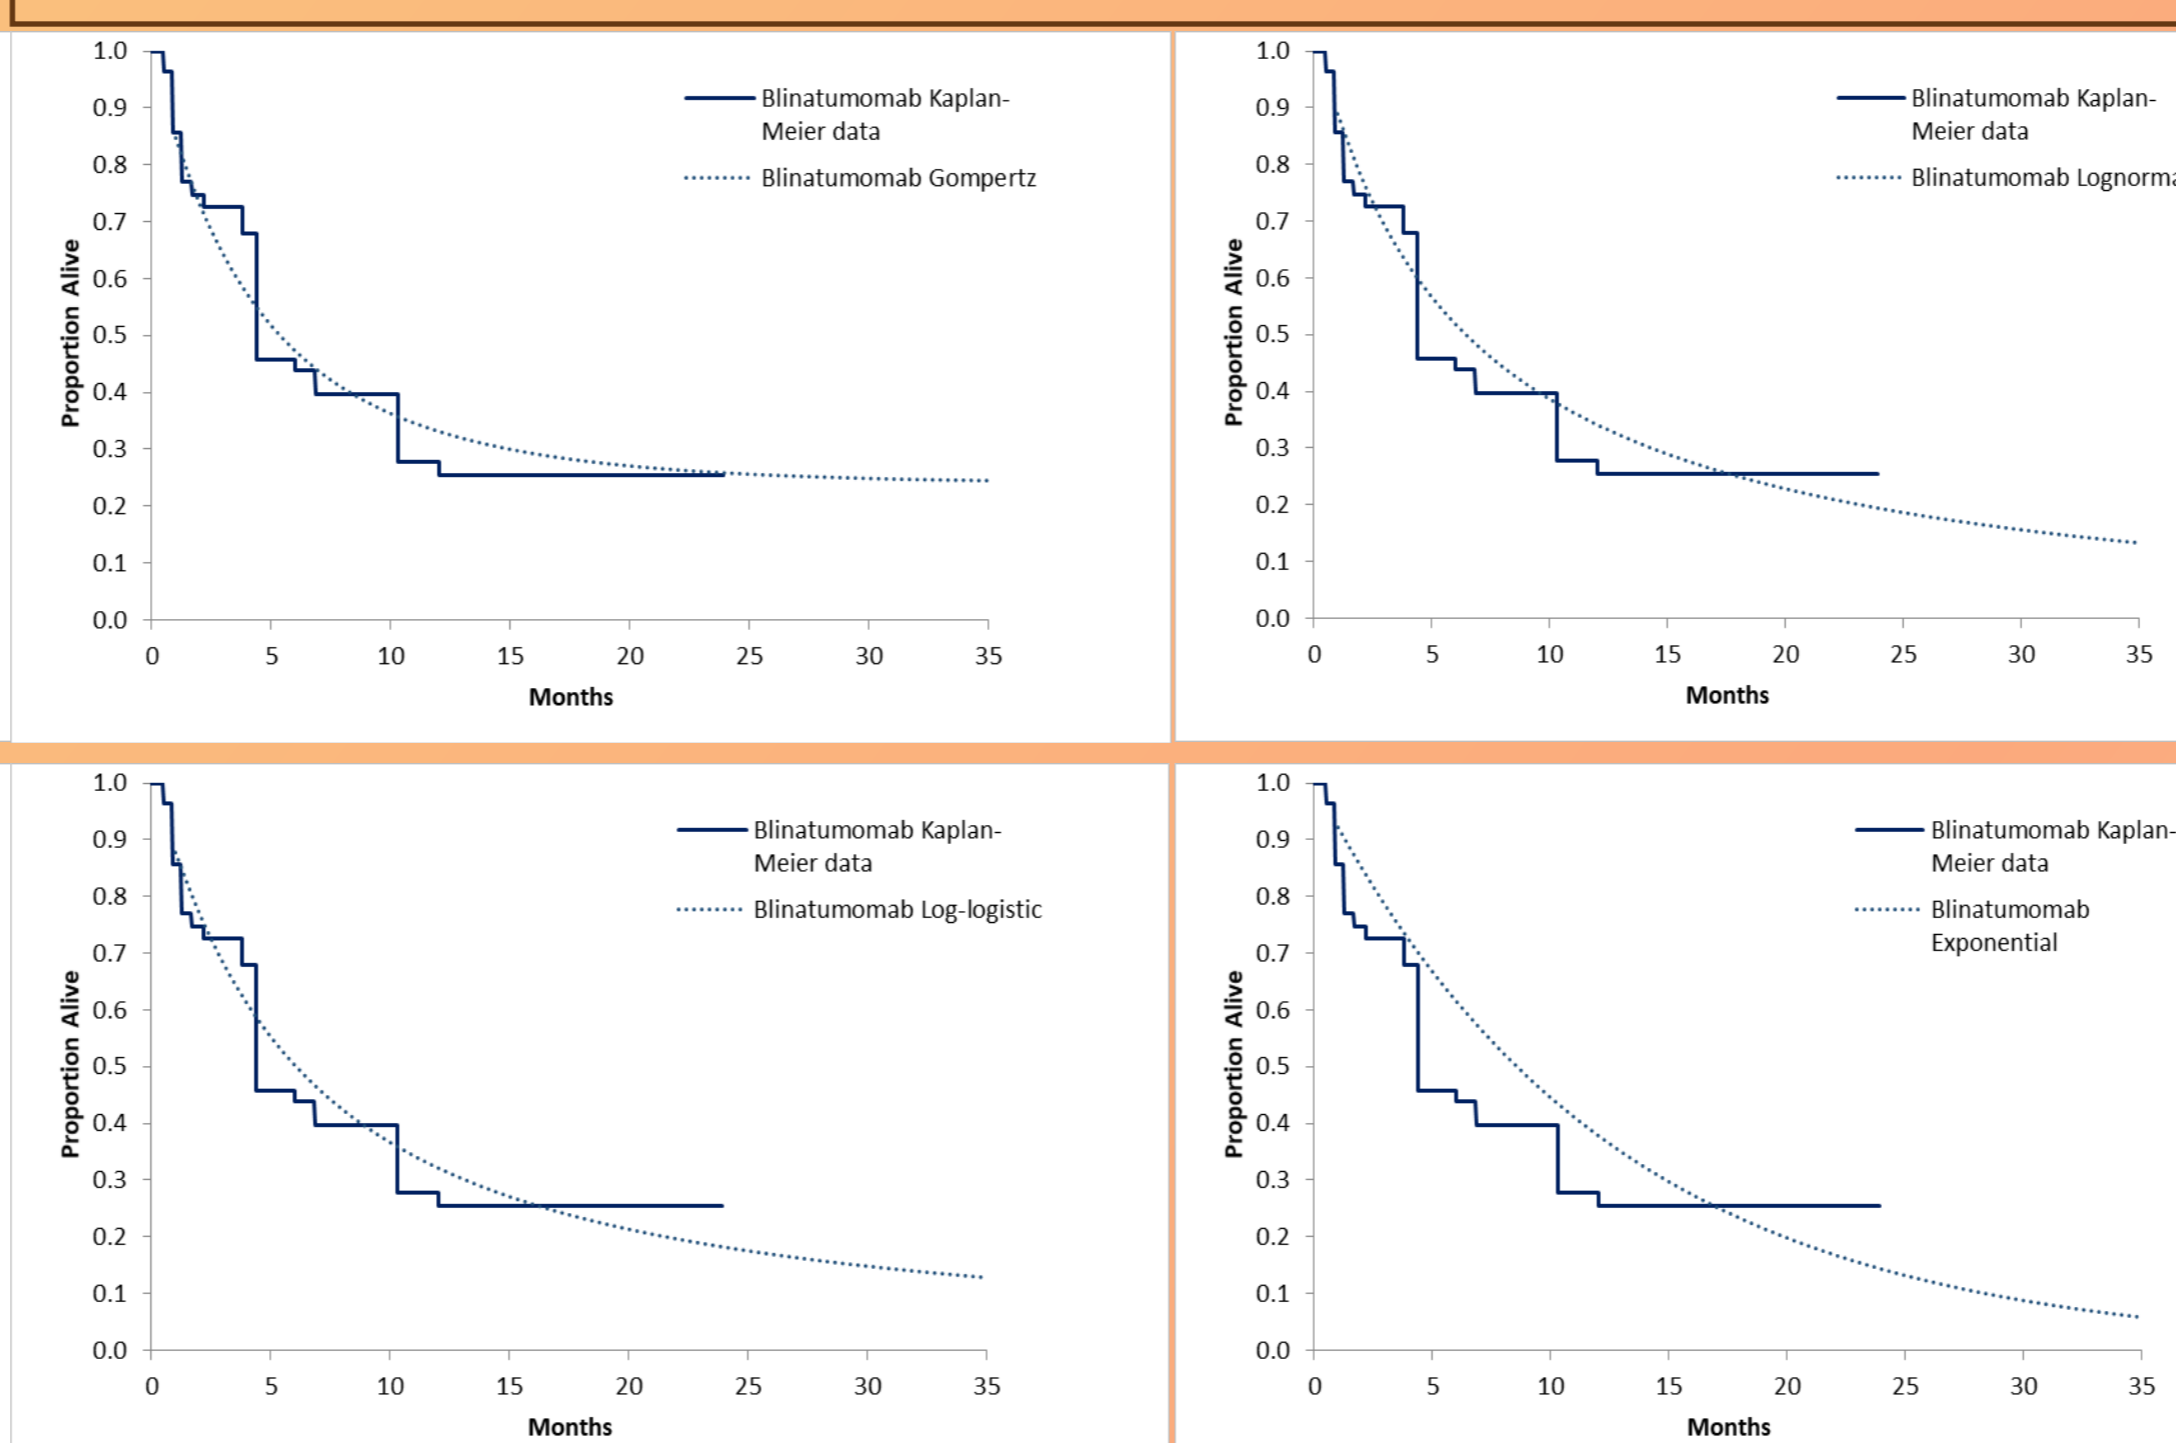 1.0
0.9
0.8
0.7
0.6
0.5
0.4
0.3
0.2
0.1
0.0
Proportion Alive
Blinatumomab Kaplan-
Meier data
Blinatumomab Gompertz
0 5 10 15 20 25 30 35
Months
1.0
0.9
0.8
0.7
0.6
0.5
0.4
0.3
0.2
0.1
0.0
Proportion Alive
Blinatumomab Kaplan-
Meier data
Blinatumomab Lognorma
0 5 10 15 20 25 30 35
Months
1.0
0.9
0.8
0.7
0.6
0.5
0.4
0.3
0.2
0.1
0.0
Proportion Alive
Blinatumomab Kaplan-
Meier data
Blinatumomab Log-logistic
0 5 10 15 20 25 30 35
Months
1.0
0.9
0.8
0.7
0.6
0.5
0.4
0.3
0.2
0.1
0.0
Proportion Alive
Blinatumomab Kaplan-
Meier data
Blinatumomab
Exponential
0 5 10 15 20 25 30 35
Months